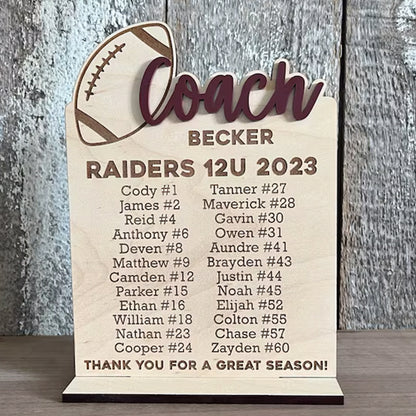 Coach
BECKER
RAIDERS 12U 2023
Cody #1
James #2
Reid #4
Anthony #6
Deven #8
Matthew #9
Camden #12
Parker #15
Ethan #16
William #18
Nathan #23
Cooper #24
Tanner #27
Maverick #28
Gavin #30
Owen #31
Aundre #41
Brayden #43
Justin #44
Noah #45
Elijah #52
Colton #55
Chase #57
Zayden #60
THANK YOU FOR A GREAT SEASON!